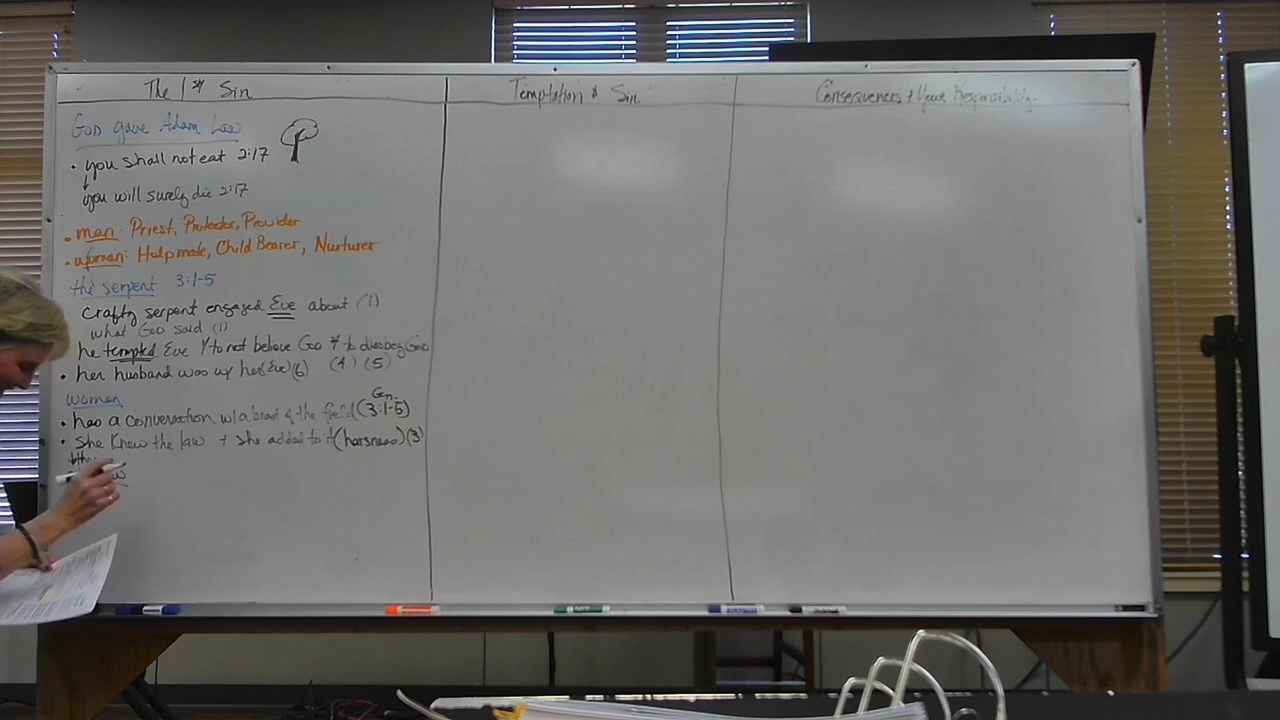 The 1st Sin
Temptation & Sin
Consequences + Your Responsibility
God gave Adam Law
• you shall not eat 2:17
you will surely die 2:17
• man: Priest, Protector, Provider
• woman: Helpmate, Child Bearer, Nurturer
the serpent 3:1-5
Crafty serpent engaged Eve about (1)
what God said (1)
he tempted Eve to not believe God & to disobey God
• her husband was w/ her (Eve) (6) (4) (5)
woman
Gen.
• has a conversation w/ a beast of the field (3:1-5)
• she knew the law + she added to it (harsness) (3)